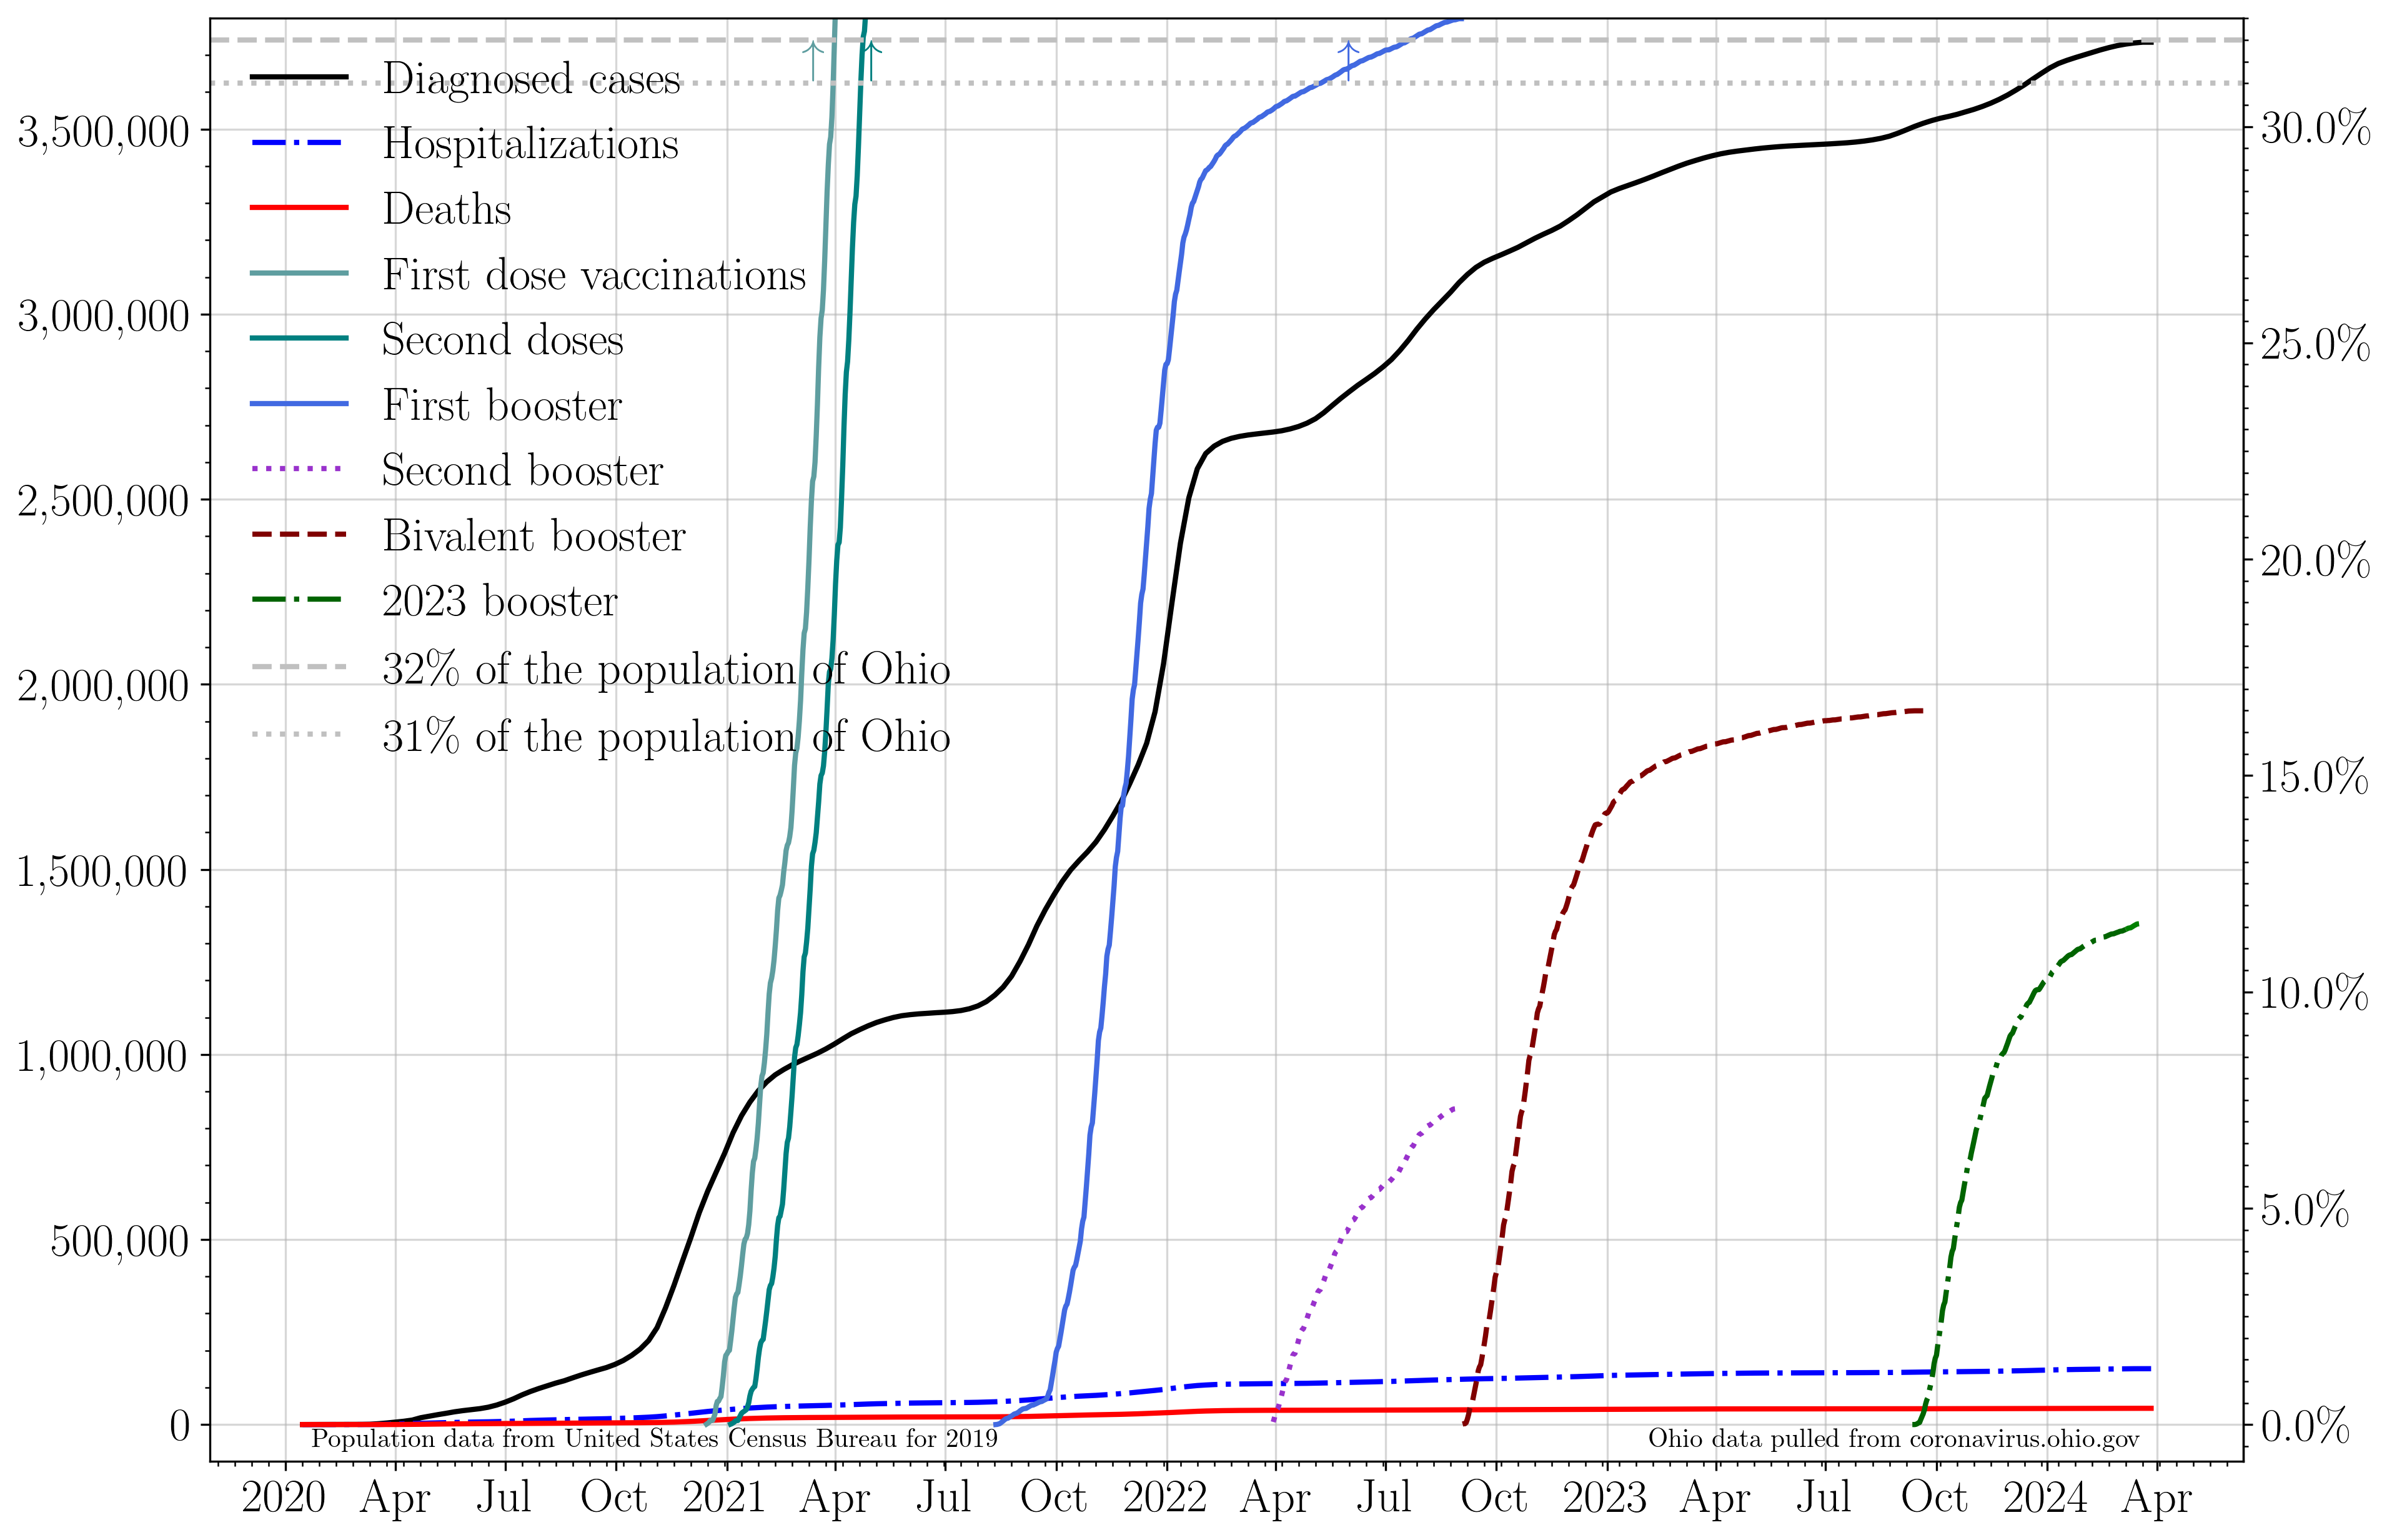 Diagnosed cases
Hospitalizations
Deaths
First dose vaccinations
Second doses
First booster
Second booster
Bivalent booster
2023 booster
32% of the population of Ohio
31% of the population of Ohio
3,500,000
3,000,000
2,500,000
2,000,000
1,500,000
1,000,000
500,000
0
30.0%
25.0%
20.0%
15.0%
10.0%
5.0%
0.0%
Population data from United States Census Bureau for 2019
Ohio data pulled from coronavirus.ohio.gov
2020 Apr Jul Oct 2021 Apr Jul Oct 2022 Apr Jul Oct 2023 Apr Jul Oct 2024 Apr